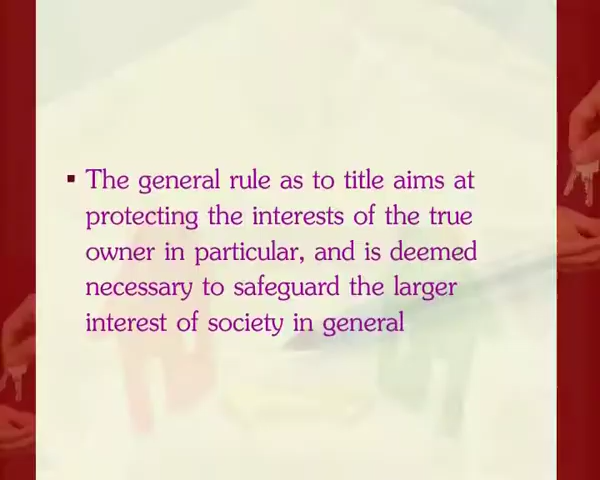 ▪ The general rule as to title aims at
protecting the interests of the true
owner in particular, and is deemed
necessary to safeguard the larger
interest of society in general